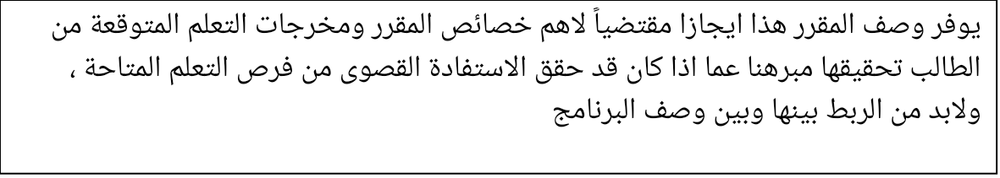 يوفر وصف المقرر هذا ايجازا مقتضياً لاهم خصائص المقرر ومخرجات التعلم المتوقعة من
الطالب تحقيقها مبرهنا عما اذا كان قد حقق الاستفادة القصوى من فرص التعلم المتاحة ،
ولابد من الربط بينها وبين وصف البرنامج